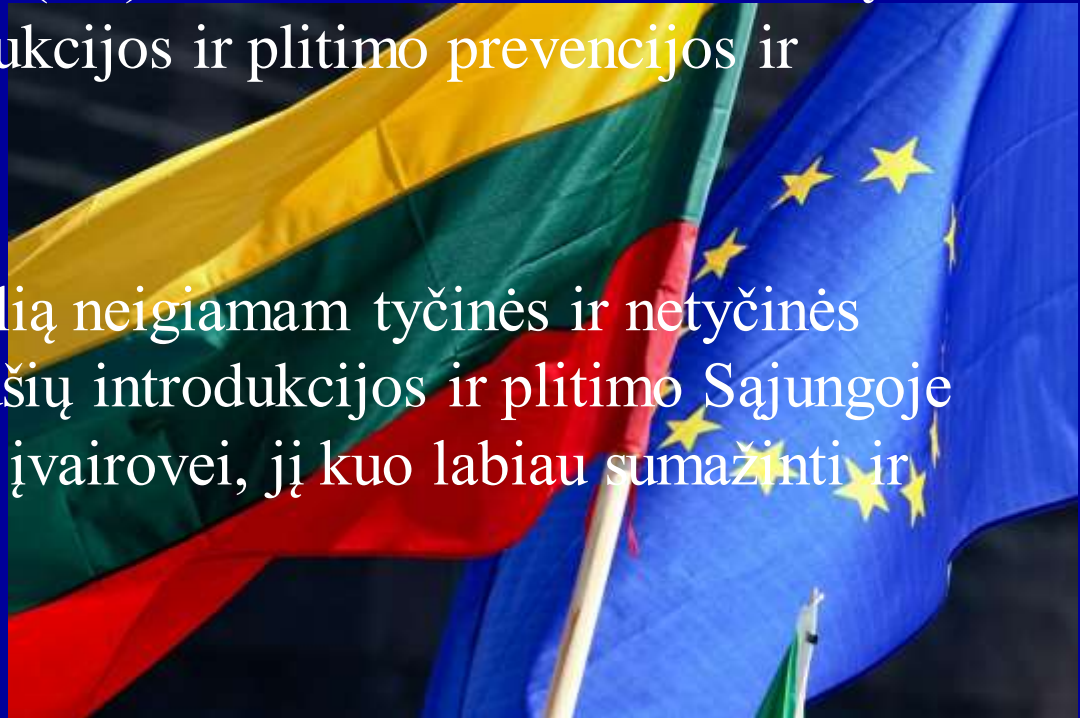 ukcijos ir plitimo prevencijos ir
lią neigiamam tyčinės ir netyčinės
šių introdukcijos ir plitimo Sąjungoje
įvairovei, jį kuo labiau sumažinti ir